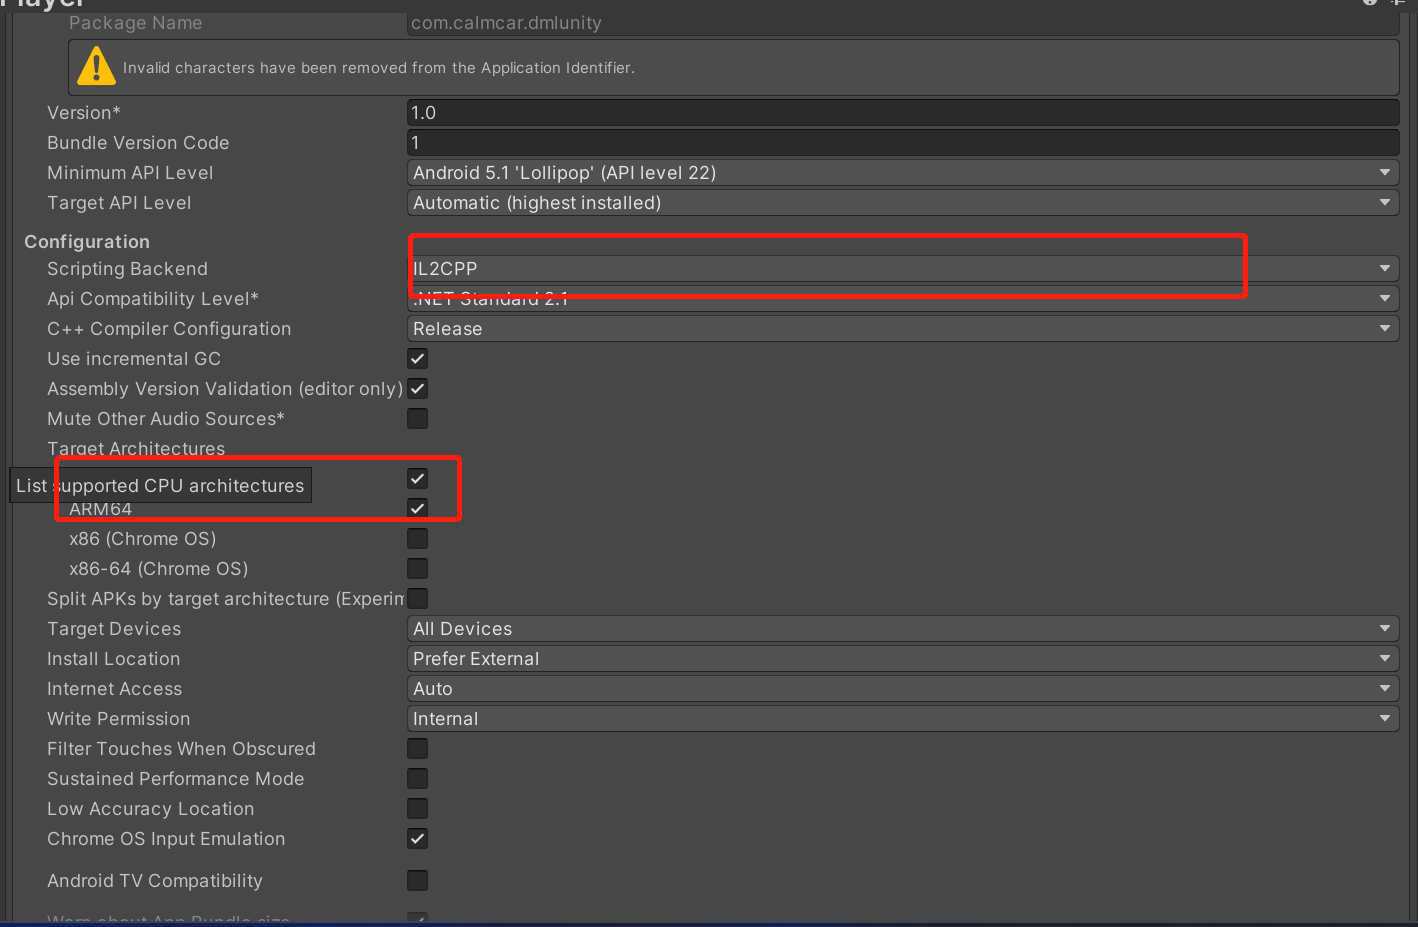 Player
Package Name com.calmcar.dmlunity
Invalid characters have been removed from the Application Identifier.
Version* 1.0
Bundle Version Code 1
Minimum API Level Android 5.1 'Lollipop' (API level 22)
Target API Level Automatic (highest installed)
Configuration
Scripting Backend IL2CPP
Api Compatibility Level* .NET Standard 2.1
C++ Compiler Configuration Release
Use incremental GC
Assembly Version Validation (editor only)
Mute Other Audio Sources*
Target Architectures
List supported CPU architectures
ARM64
x86 (Chrome OS)
x86-64 (Chrome OS)
Split APKs by target architecture (Experim
Target Devices All Devices
Install Location Prefer External
Internet Access Auto
Write Permission Internal
Filter Touches When Obscured
Sustained Performance Mode
Low Accuracy Location
Chrome OS Input Emulation
Android TV Compatibility
Warn about App Bundle size